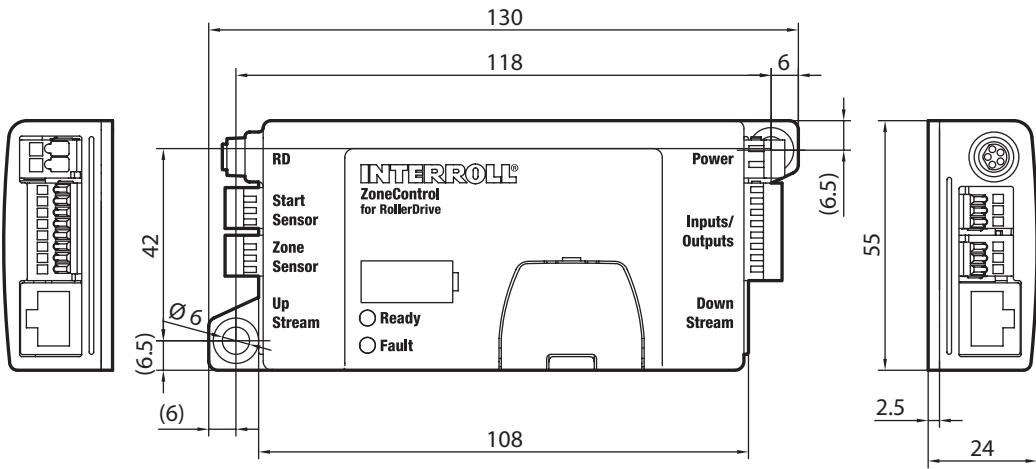 130
118
6
RD
Power
INTERROLL®
ZoneControl
for RollerDrive
(6.5)
Start
Sensor
Inputs/
Outputs
42
55
Zone
Sensor
Up
Stream
Down
Stream
Ø 6
Ready
Fault
(6.5)
(6)
2.5
108
24